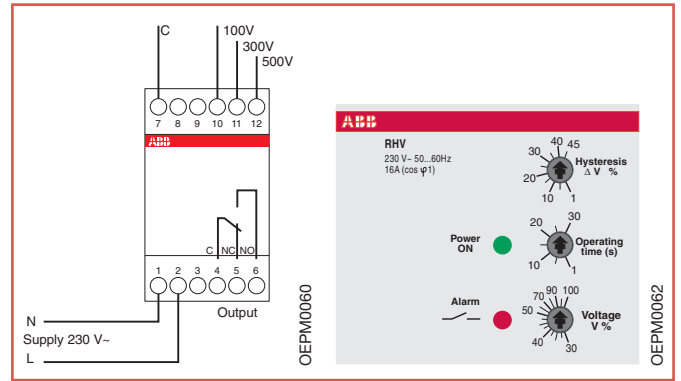 C
100V
300V
500V
7 8 9 10 11 12
ABB
C NC NO
1 2 3 4 5 6
Output
N
Supply 230 V~
L
OEPM0060
ABB
RHV
230 V~ 50...60Hz
16A (cos φ 1)
40 45
30
20
10 1
Hysteresis
Δ V %
Power
ON
30
20
10 1
Operating
time (s)
Alarm
90 100
70
50
40 30
Voltage
V %
OEPM0062